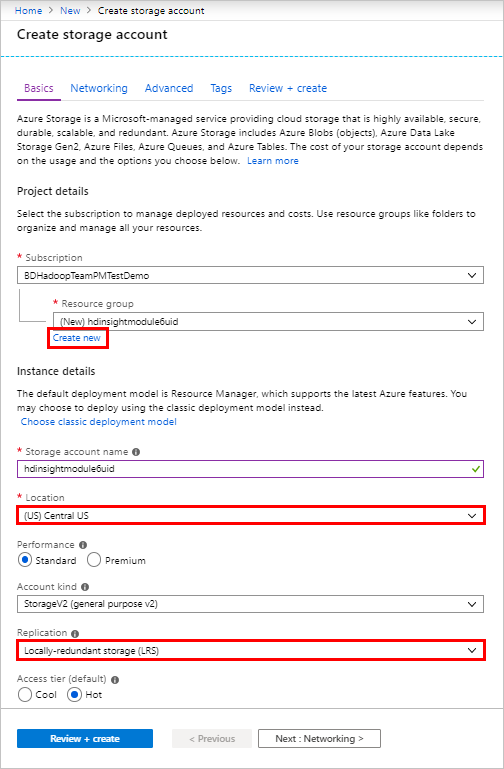 Home > New > Create storage account
Create storage account
Basics Networking Advanced Tags Review + create
Azure Storage is a Microsoft-managed service providing cloud storage that is highly available, secure,
durable, scalable, and redundant. Azure Storage includes Azure Blobs (objects), Azure Data Lake
Storage Gen2, Azure Files, Azure Queues, and Azure Tables. The cost of your storage account depends
on the usage and the options you choose below. Learn more
Project details
Select the subscription to manage deployed resources and costs. Use resource groups like folders to
organize and manage all your resources.
* Subscription
BDHadoopTeamPMTestDemo
* Resource group
(New) hdinsightmodule6uid
Create new
Instance details
The default deployment model is Resource Manager, which supports the latest Azure features. You
may choose to deploy using the classic deployment model instead.
Choose classic deployment model
* Storage account name
hdinsightmodule6uid
* Location
(US) Central US
Performance
Standard Premium
Account kind
StorageV2 (general purpose v2)
Replication
Locally-redundant storage (LRS)
Access tier (default)
Cool Hot
Review + create < Previous Next : Networking >